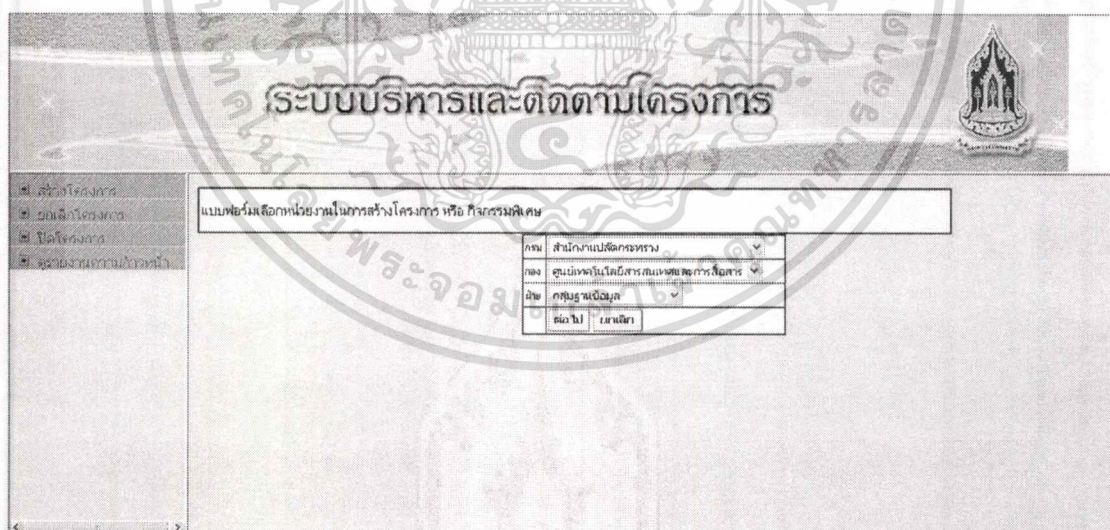 ระบบบริหารและติดตามโครงการ
สร้างโครงการ
ยกเลิกโครงการ
ปิดโครงการ
ดูรายงานความก้าวหน้า
แบบฟอร์มเลือกหน่วยงานในการสร้างโครงการ หรือ กิจกรรมพิเศษ
กรม สำนักงานปลัดกระทรวง
กอง ศูนย์เทคโนโลยีสารสนเทศและการสื่อสาร
ฝ่าย กลุ่มฐานข้อมูล
ต่อไป ยกเลิก